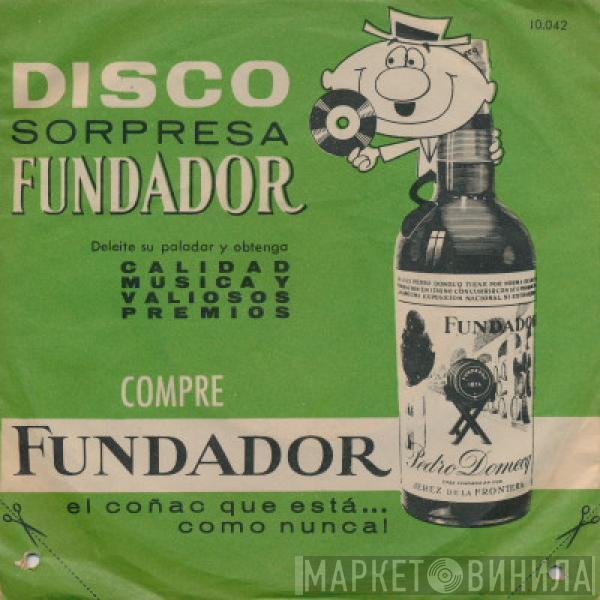 10.042
DISCO
SORPRESA
FUNDADOR
Deleite su paladar y obtenga
CALIDAD
MUSICA Y
VALIOSOS
PREMIOS
COMPRE
FUNDADOR
el coñac que está...
como nunca!
FUNDADOR
Pedro Domecq
JEREZ DE LA FRONTERA
МАРКЕТ ВИНИЛА